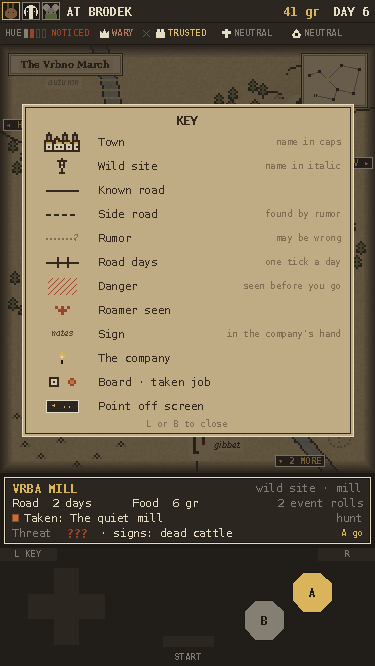 AT BRODEK 41 gr DAY 6
HUE NOTICED WARY TRUSTED NEUTRAL NEUTRAL
The Vrbno March
autumn
KEY
Town name in caps
Wild site name in italic
Known road
Side road found by rumor
Rumor may be wrong
Road days one tick a day
Danger seen before you go
Roamer seen
notes Sign in the company's hand
The company
Board · taken job
Point off screen
L or B to close
gibbet
▾ 2 MORE
VRBA MILL wild site · mill
Road 2 days Food 6 gr 2 event rolls
Taken: The quiet mill hunt
Threat ??? · signs: dead cattle A go
L KEY R
A
B
START